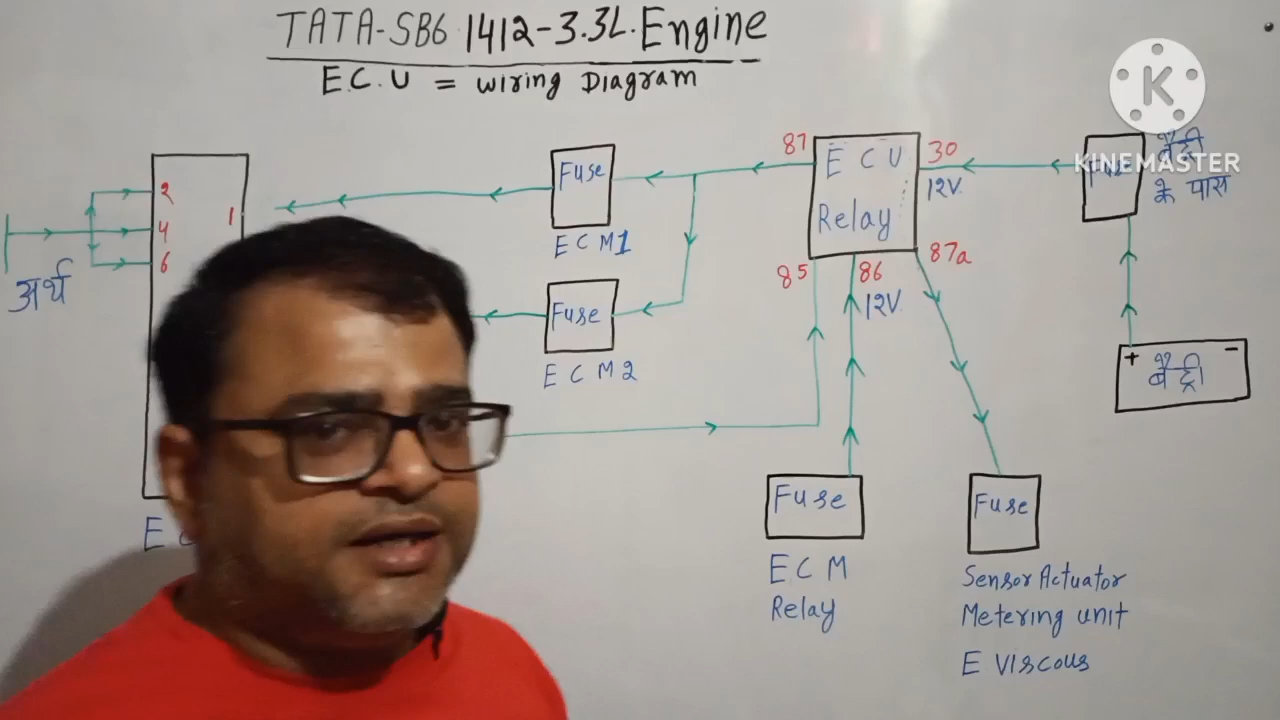 TATA-SB6 1412-3.3L. Engine
E.C.U = wiring Diagram
K
KINEMASTER
बैट्री
के पास
87
ECU
Relay
30
12V.
Fuse
ECM1
2
4
6
1
अर्थ
85
86
12V.
87a
Fuse
ECM2
+
-
बैट्री
Fuse
ECM
Relay
Fuse
Sensor Actuator
Metering unit
E Viscous